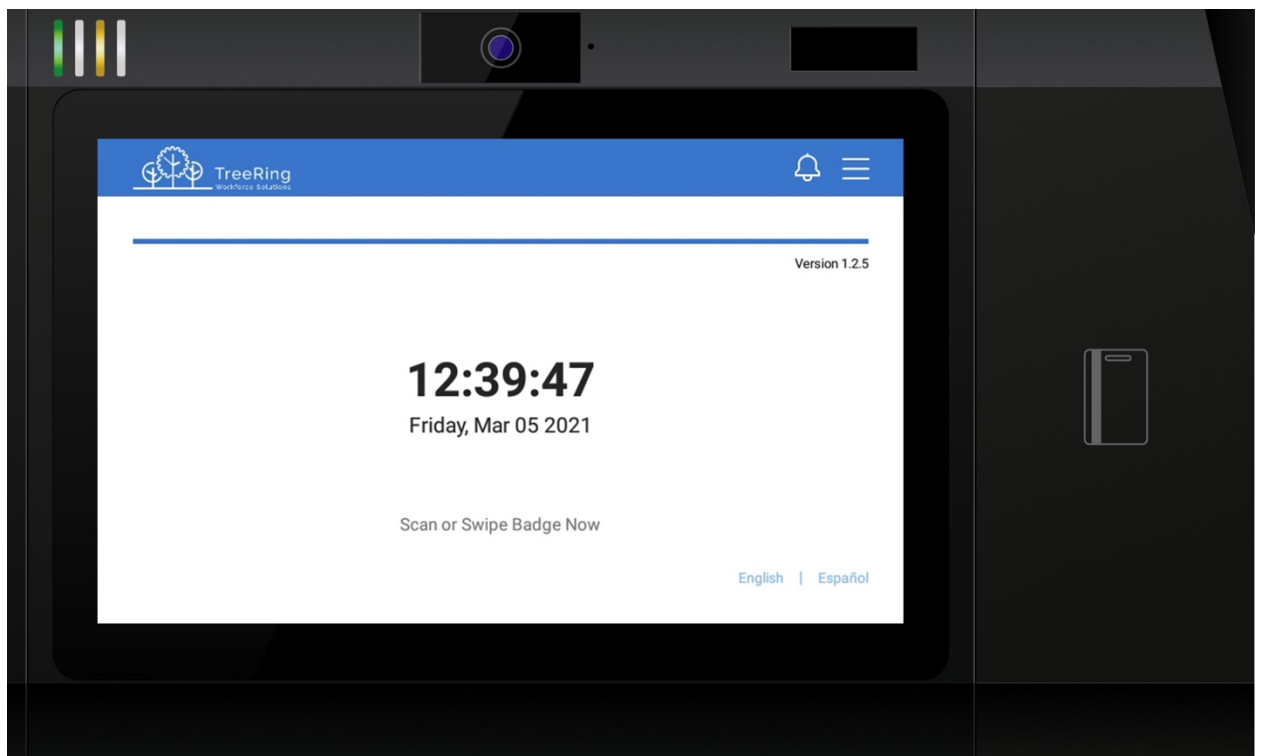 TreeRing
Workforce Solutions
Version 1.2.5
12:39:47
Friday, Mar 05 2021
Scan or Swipe Badge Now
English | Español